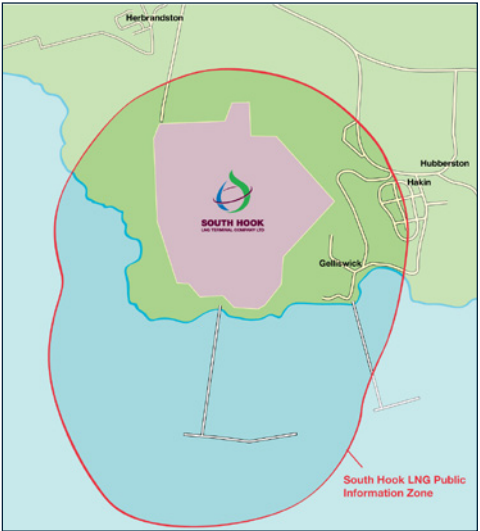 Herbrandston
Hubberston
Hakin
SOUTH HOOK
LNG TERMINAL COMPANY LTD
Gelliswick
South Hook LNG Public
Information Zone